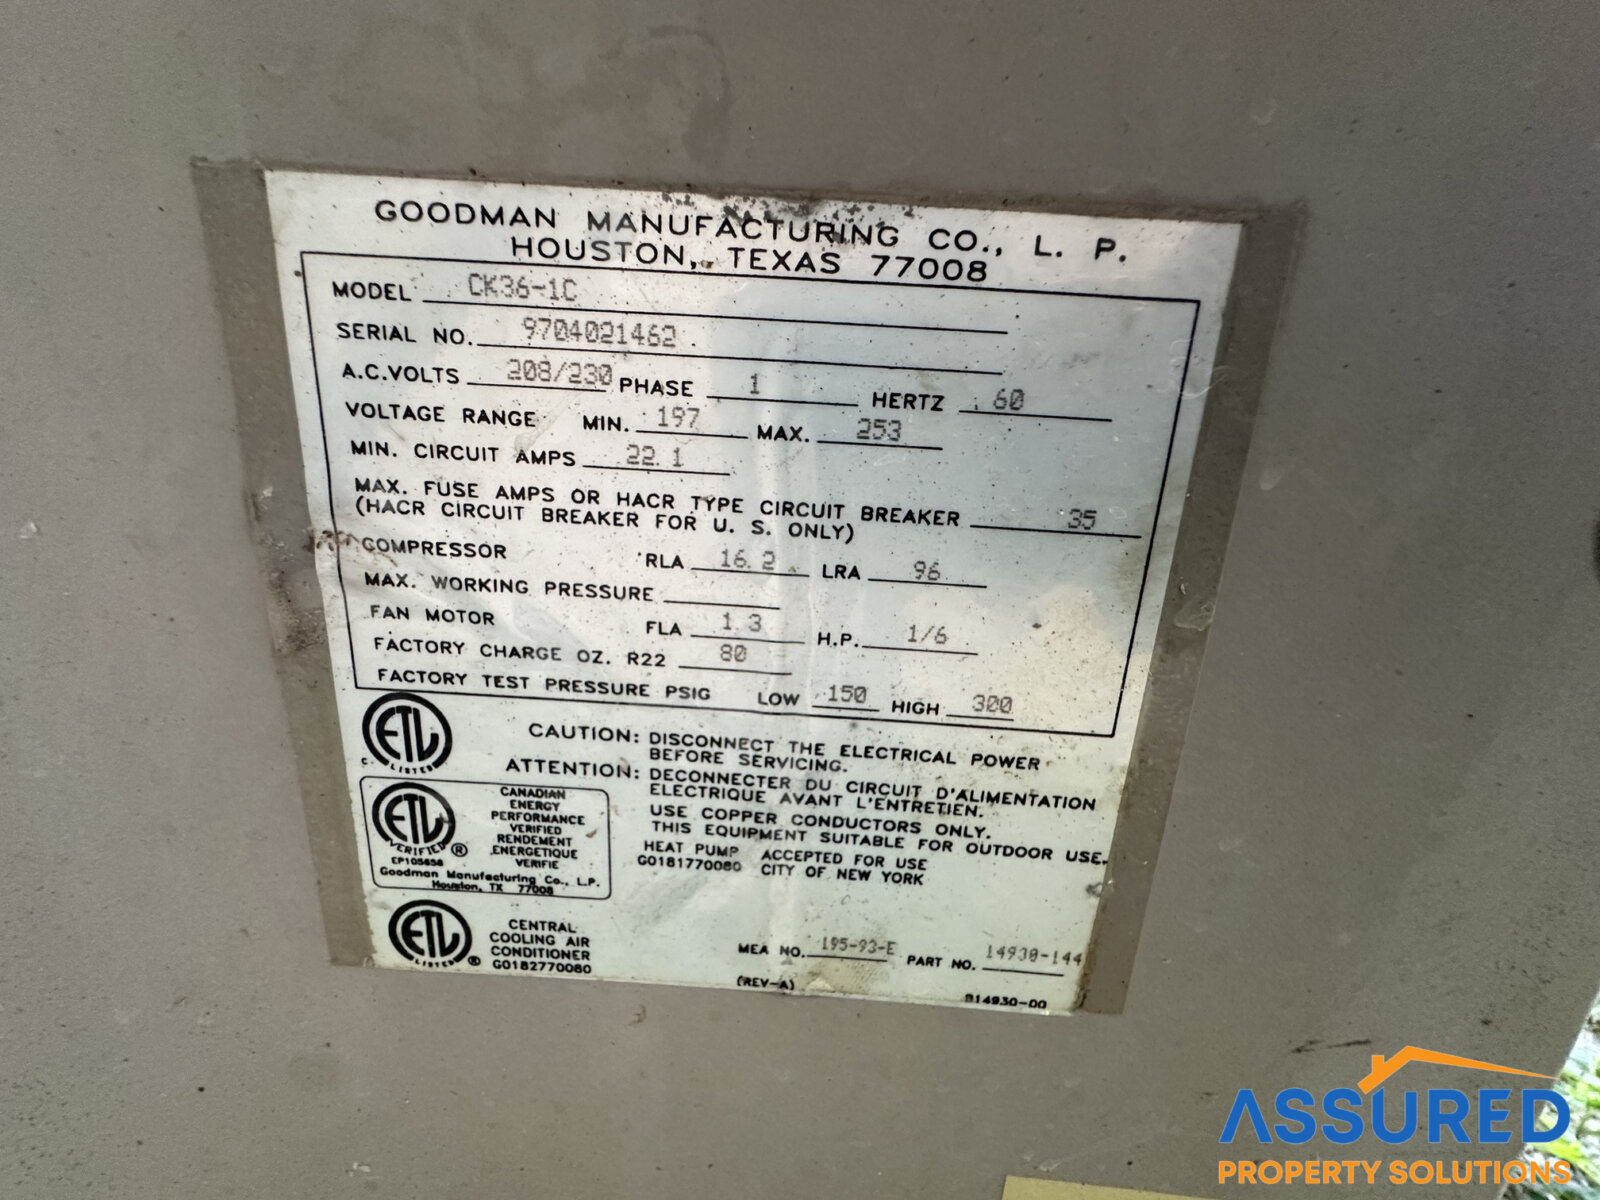 GOODMAN MANUFACTURING CO., L. P.
HOUSTON, TEXAS 77008
MODEL CK36-1C
SERIAL NO. 9704021462
A.C.VOLTS 208/230 PHASE 1 HERTZ 60
VOLTAGE RANGE MIN. 197 MAX. 253
MIN. CIRCUIT AMPS 22.1
MAX. FUSE AMPS OR HACR TYPE CIRCUIT BREAKER 35
(HACR CIRCUIT BREAKER FOR U. S. ONLY)
COMPRESSOR RLA 16.2 LRA 96
MAX. WORKING PRESSURE
FAN MOTOR FLA 1.3 H.P. 1/6
FACTORY CHARGE OZ. R22 80
FACTORY TEST PRESSURE PSIG LOW 150 HIGH 300
ETL
C. LISTED
CAUTION: DISCONNECT THE ELECTRICAL POWER
BEFORE SERVICING.
ATTENTION: DECONNECTER DU CIRCUIT D'ALIMENTATION
ELECTRIQUE AVANT L'ENTRETIEN.
USE COPPER CONDUCTORS ONLY.
THIS EQUIPMENT SUITABLE FOR OUTDOOR USE.
HEAT PUMP ACCEPTED FOR USE
G0181770080 CITY OF NEW YORK
ETL
VERIFIED ®
EP105656
CANADIAN
ENERGY
PERFORMANCE
VERIFIED
RENDEMENT
ENERGETIQUE
VERIFIE
Goodman Manufacturing Co., L.P.
Houston, TX 77008
ETL
LISTED ®
CENTRAL
COOLING AIR
CONDITIONER
G0182770080
MEA NO. 195-93-E PART NO. 14930-144
(REV-A) B14930-00
ASSURED
PROPERTY SOLUTIONS